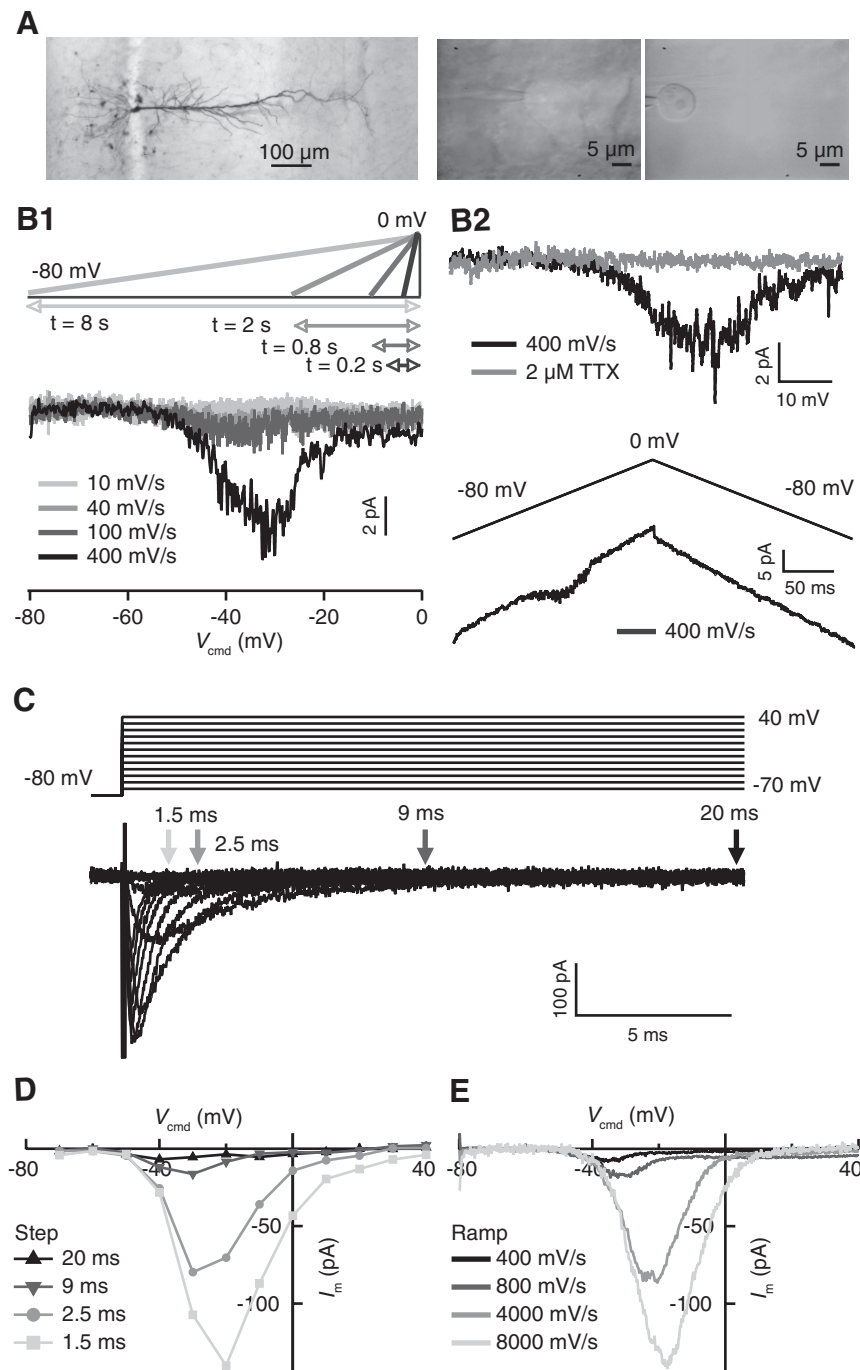 A
100 µm
5 µm
5 µm
B1
0 mV
-80 mV
t = 8 s
t = 2 s
t = 0.8 s
t = 0.2 s
10 mV/s
40 mV/s
100 mV/s
400 mV/s
2 pA
-80 -60 -40 -20 0
Vcmd (mV)
B2
400 mV/s
2 µM TTX
2 pA
10 mV
0 mV
-80 mV
-80 mV
5 pA
50 ms
400 mV/s
C
40 mV
-80 mV
-70 mV
1.5 ms
2.5 ms
9 ms
20 ms
100 pA
5 ms
D
Vcmd (mV)
-80 -40 40
-50
-100
Im (pA)
Step
20 ms
9 ms
2.5 ms
1.5 ms
E
Vcmd (mV)
-80 -40 40
-50
-100
Im (pA)
Ramp
400 mV/s
800 mV/s
4000 mV/s
8000 mV/s